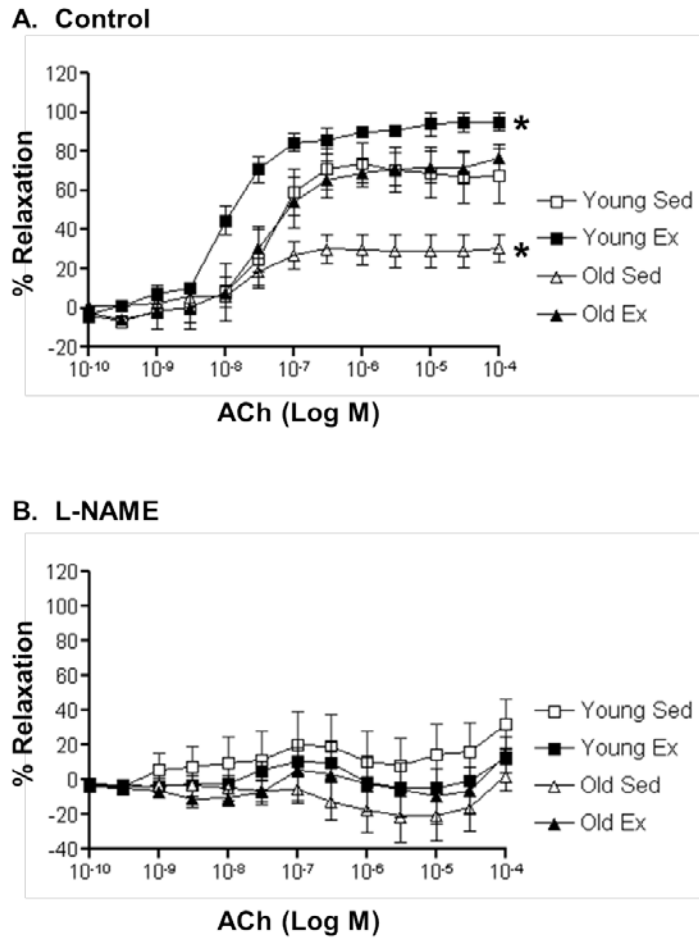 A. Control
120
100
80
60
40
20
0
-20
% Relaxation
10-10 10-9 10-8 10-7 10-6 10-5 10-4
ACh (Log M)
*
*
Young Sed
Young Ex
Old Sed
Old Ex
B. L-NAME
120
100
80
60
40
20
0
-20
-40
% Relaxation
10-10 10-9 10-8 10-7 10-6 10-5 10-4
ACh (Log M)
Young Sed
Young Ex
Old Sed
Old Ex